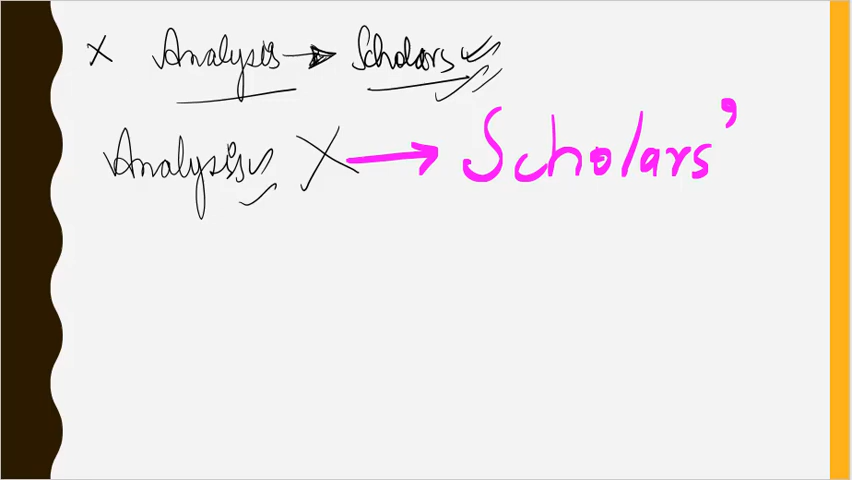 X Analysis → Scholars
Analysis X → Scholars'